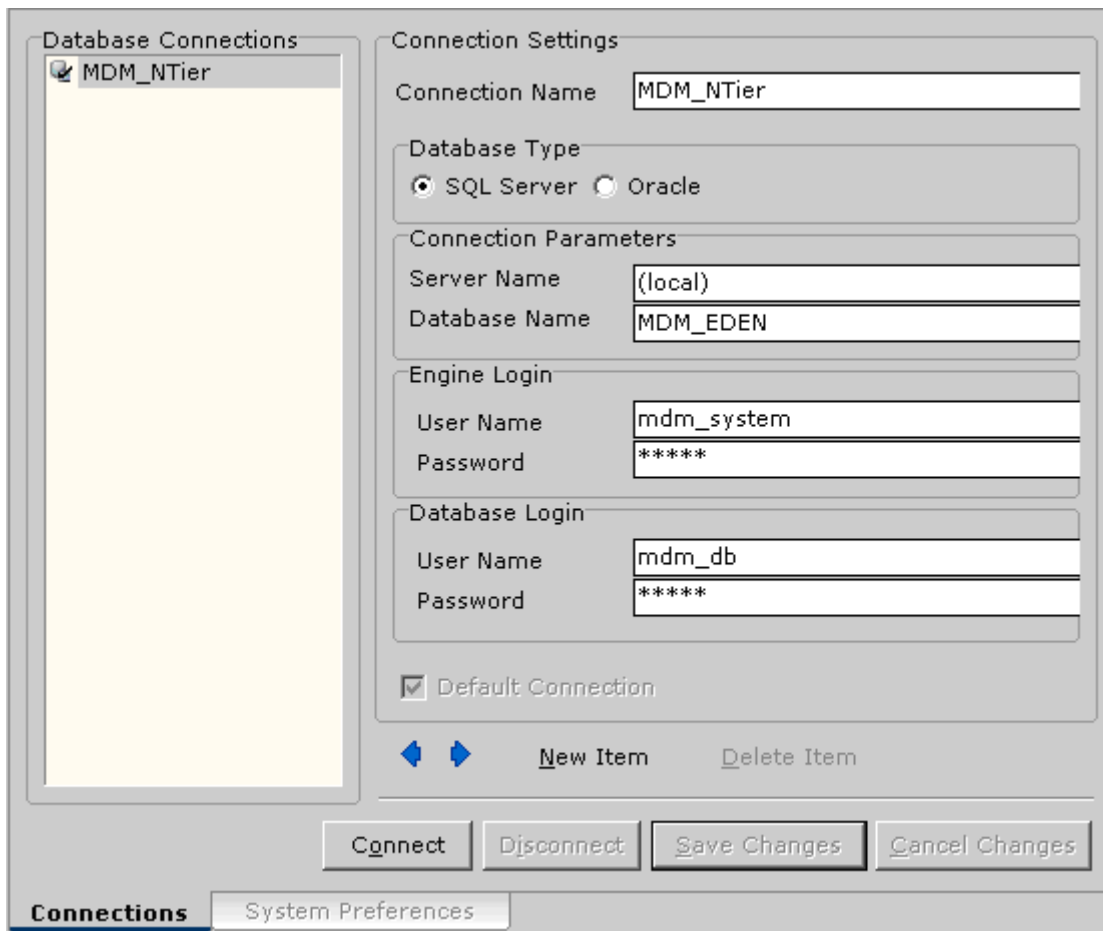 Database Connections
MDM_NTier
Connection Settings
Connection Name MDM_NTier
Database Type
SQL Server Oracle
Connection Parameters
Server Name (local)
Database Name MDM_EDEN
Engine Login
User Name mdm_system
Password *****
Database Login
User Name mdm_db
Password *****
Default Connection
New Item Delete Item
Connect Disconnect Save Changes Cancel Changes
Connections System Preferences